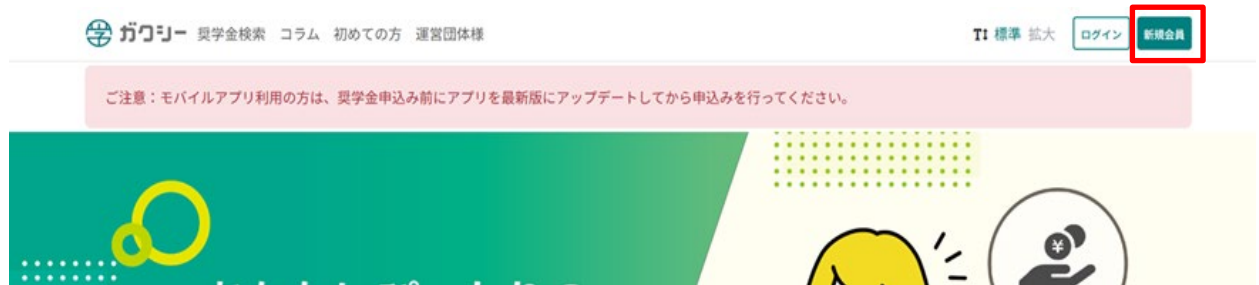 学 ガクシー 奨学金検索 コラム 初めての方 運営団体様 標準 拡大 ログイン 新規会員
ご注意：モバイルアプリ利用の方は、奨学金申込み前にアプリを最新版にアップデートしてから申込みを行ってください。
¥